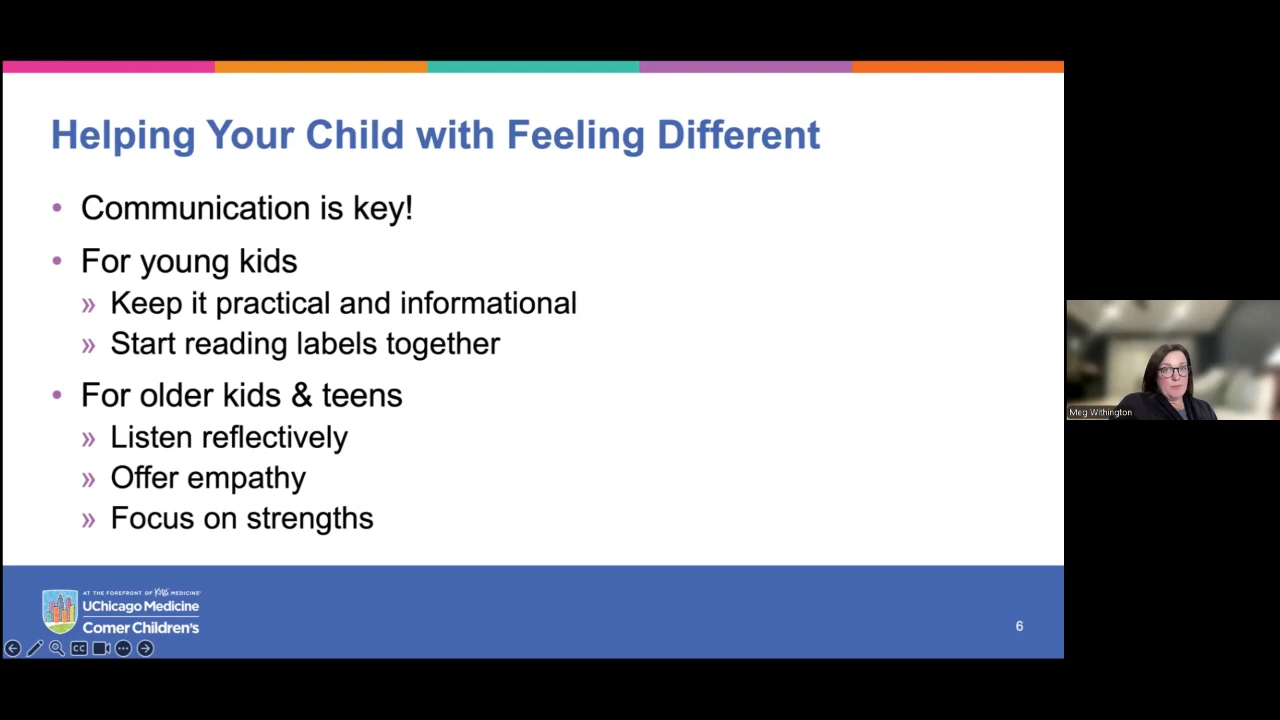 Helping Your Child with Feeling Different
• Communication is key!
• For young kids
» Keep it practical and informational
» Start reading labels together
• For older kids & teens
» Listen reflectively
» Offer empathy
» Focus on strengths
Meg Withington
AT THE FOREFRONT OF Kids MEDICINE
UChicago Medicine
Comer Children's
6
CC